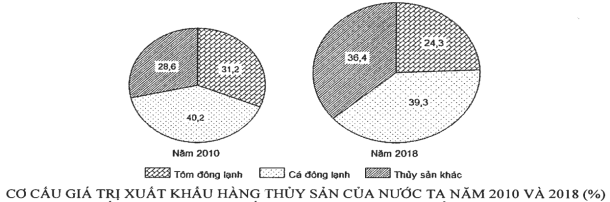 28,6
31,2
40,2
36,4
24,3
39,3
Năm 2010
Năm 2018
Tôm đông lạnh
Cá đông lạnh
Thủy sản khác
CƠ CẤU GIÁ TRỊ XUẤT KHẨU HÀNG THỦY SẢN CỦA NƯỚC TA NĂM 2010 VÀ 2018 (%)